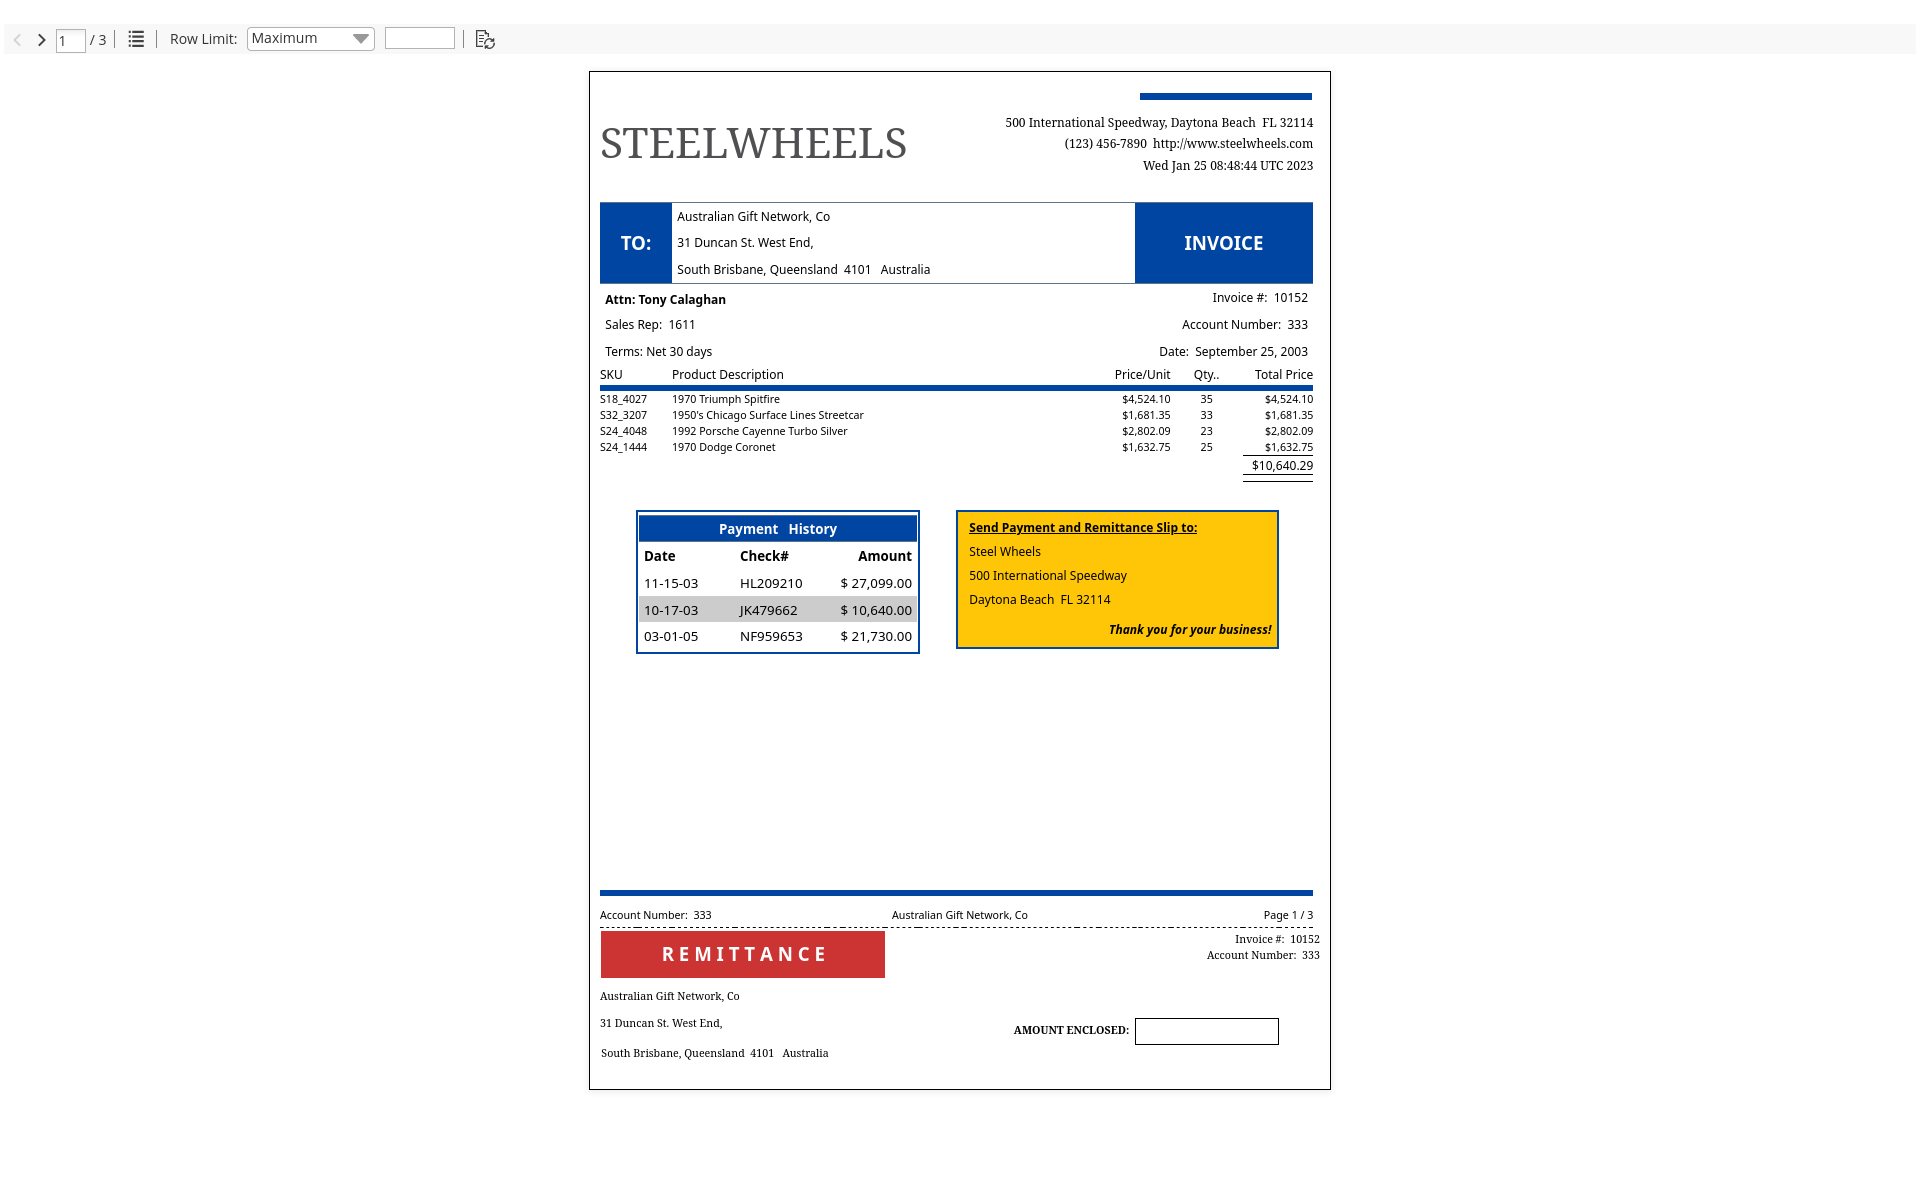 1 / 3 Row Limit: Maximum
STEELWHEELS
500 International Speedway, Daytona Beach FL 32114
(123) 456-7890 http://www.steelwheels.com
Wed Jan 25 08:48:44 UTC 2023
TO:
Australian Gift Network, Co
31 Duncan St. West End,
South Brisbane, Queensland 4101 Australia
INVOICE
Attn: Tony Calaghan
Invoice #: 10152
Sales Rep: 1611
Account Number: 333
Terms: Net 30 days
Date: September 25, 2003
SKU Product Description Price/Unit Qty.. Total Price
S18_4027 1970 Triumph Spitfire $4,524.10 35 $4,524.10
S32_3207 1950's Chicago Surface Lines Streetcar $1,681.35 33 $1,681.35
S24_4048 1992 Porsche Cayenne Turbo Silver $2,802.09 23 $2,802.09
S24_1444 1970 Dodge Coronet $1,632.75 25 $1,632.75
$10,640.29
Payment History
Date Check# Amount
11-15-03 HL209210 $ 27,099.00
10-17-03 JK479662 $ 10,640.00
03-01-05 NF959653 $ 21,730.00
Send Payment and Remittance Slip to:
Steel Wheels
500 International Speedway
Daytona Beach FL 32114
Thank you for your business!
Account Number: 333 Australian Gift Network, Co Page 1 / 3
REMITTANCE
Invoice #: 10152
Account Number: 333
Australian Gift Network, Co
31 Duncan St. West End,
AMOUNT ENCLOSED:
South Brisbane, Queensland 4101 Australia